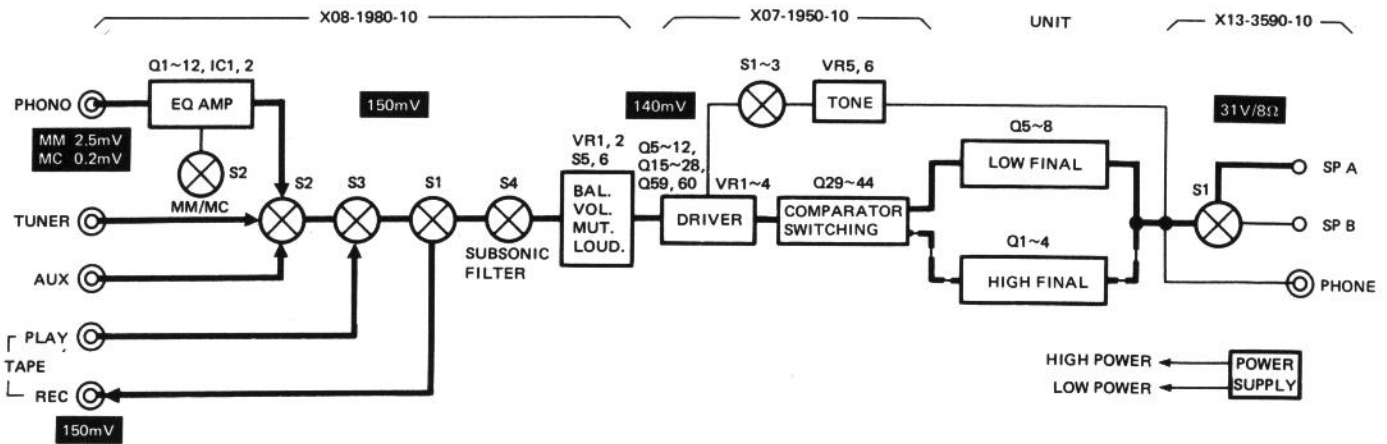 X08-1980-10
X07-1950-10
UNIT
X13-3590-10
Q1~12, IC1, 2
PHONO
EQ AMP
150mV
MM 2.5mV
MC 0.2mV
S2
MM/MC
TUNER
AUX
PLAY
TAPE
REC
150mV
S2
S3
S1
S4
SUBSONIC
FILTER
VR1, 2
S5, 6
BAL.
VOL.
MUT.
LOUD.
140mV
Q5~12,
Q15~28,
Q59, 60
VR1~4
DRIVER
S1~3
VR5, 6
TONE
Q29~44
COMPARATOR
SWITCHING
Q5~8
LOW FINAL
Q1~4
HIGH FINAL
31V/8Ω
S1
SP A
SP B
PHONE
HIGH POWER
LOW POWER
POWER
SUPPLY